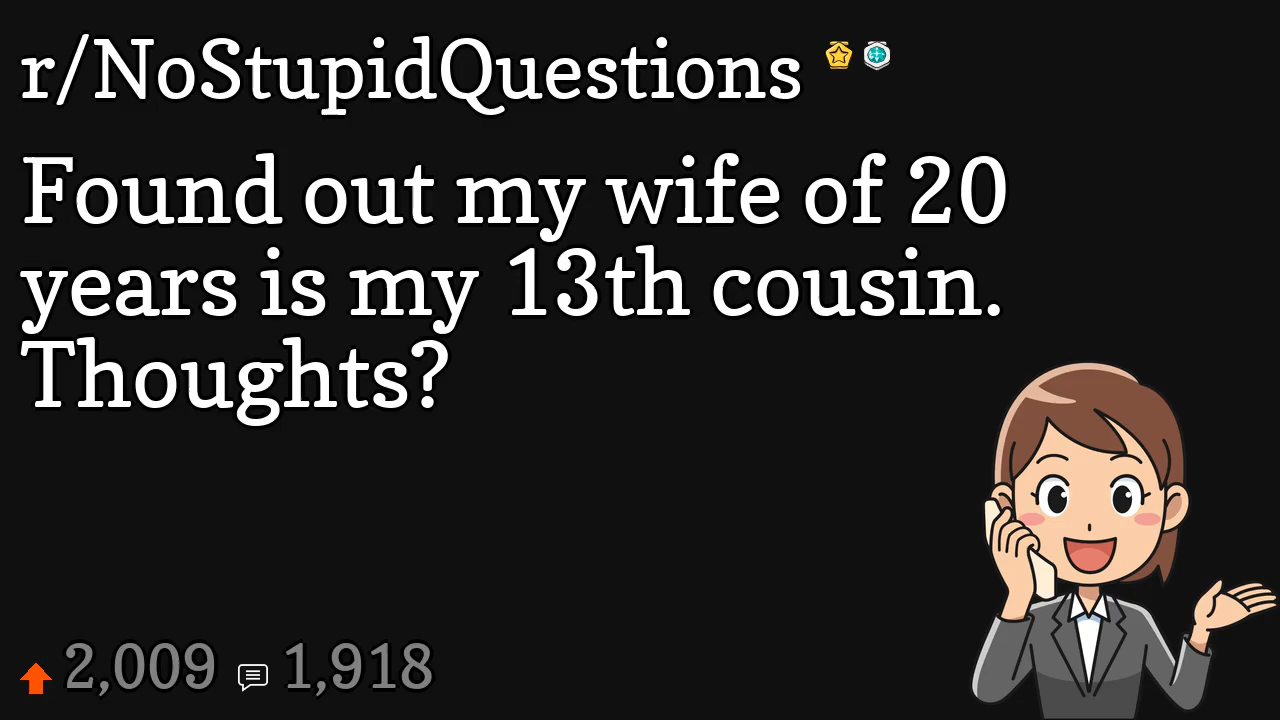 r/NoStupidQuestions
Found out my wife of 20
years is my 13th cousin.
Thoughts?
2,009 1,918